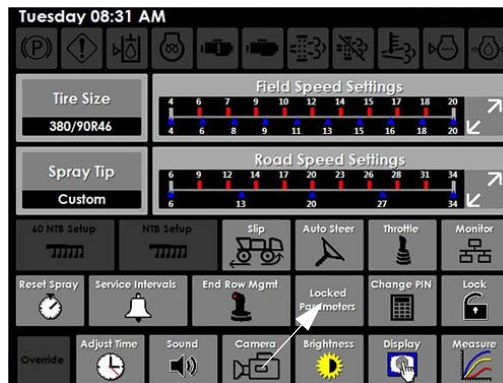 Tuesday 08:31 AM
Tire Size
380/90R46
Field Speed Settings
4 6 7 9 10 12 14 15 17 18 20
4 6 8 9 11 13 15 16 18 20
Spray Tip
Custom
Road Speed Settings
6 9 12 14 17 20 23 26 28 31 34
6 13 20 27 34
60 NTB Setup
NTB Setup
Slip
Auto Steer
Throttle
Monitor
Reset Spray
Service Intervals
End Row Mgmt
Locked
Parameters
Change PIN
Lock
Override
Adjust Time
Sound
Camera
Brightness
Display
Measure